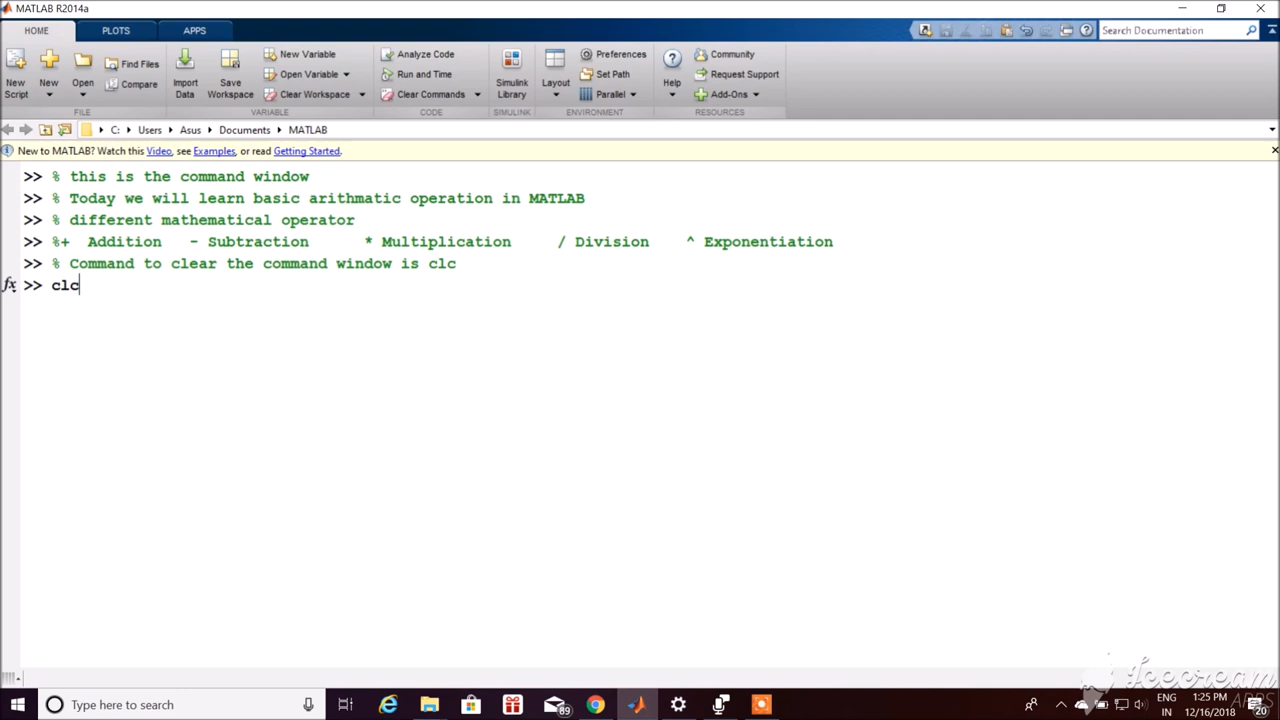 MATLAB R2014a
HOME PLOTS APPS Search Documentation
New Script New Open Find Files Compare Import Data Save Workspace New Variable Open Variable Clear Workspace Analyze Code Run and Time Clear Commands Simulink Library Layout Preferences Set Path Parallel Help Community Request Support Add-Ons
FILE VARIABLE CODE SIMULINK ENVIRONMENT RESOURCES
C: Users Asus Documents MATLAB
New to MATLAB? Watch this Video, see Examples, or read Getting Started.
>> % this is the command window
>> % Today we will learn basic arithmatic operation in MATLAB
>> % different mathematical operator
>> %+ Addition - Subtraction * Multiplication / Division ^ Exponentiation
>> % Command to clear the command window is clc
fx >> clc
Icecream
APPS
Type here to search 89 1:25 PM
IN 12/16/2018 20